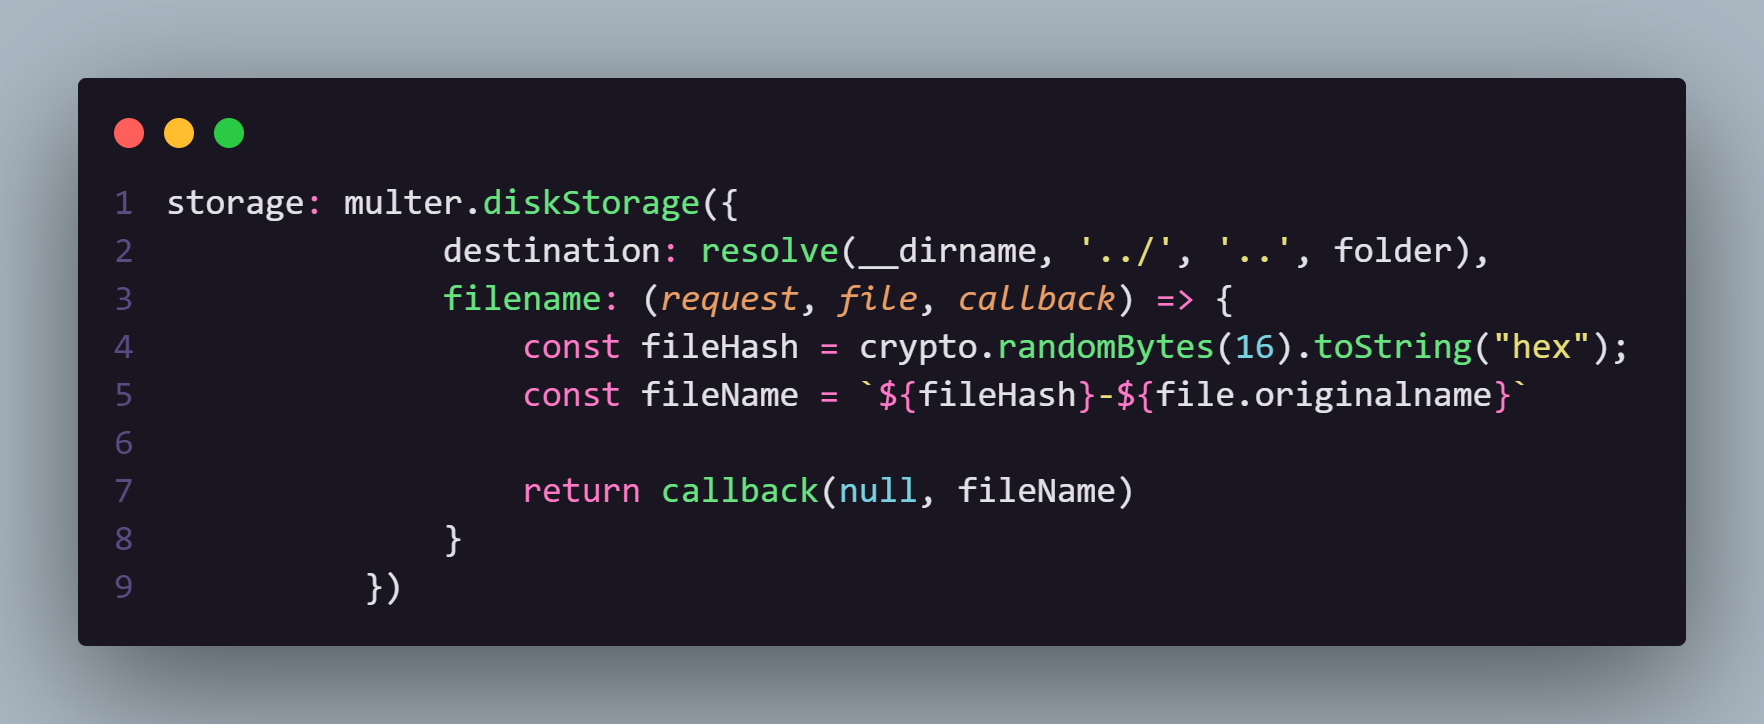 1 storage: multer.diskStorage({
2 destination: resolve(__dirname, '../', '..', folder),
3 filename: (request, file, callback) => {
4 const fileHash = crypto.randomBytes(16).toString("hex");
5 const fileName = `${fileHash}-${file.originalname}`
6
7 return callback(null, fileName)
8 }
9 })